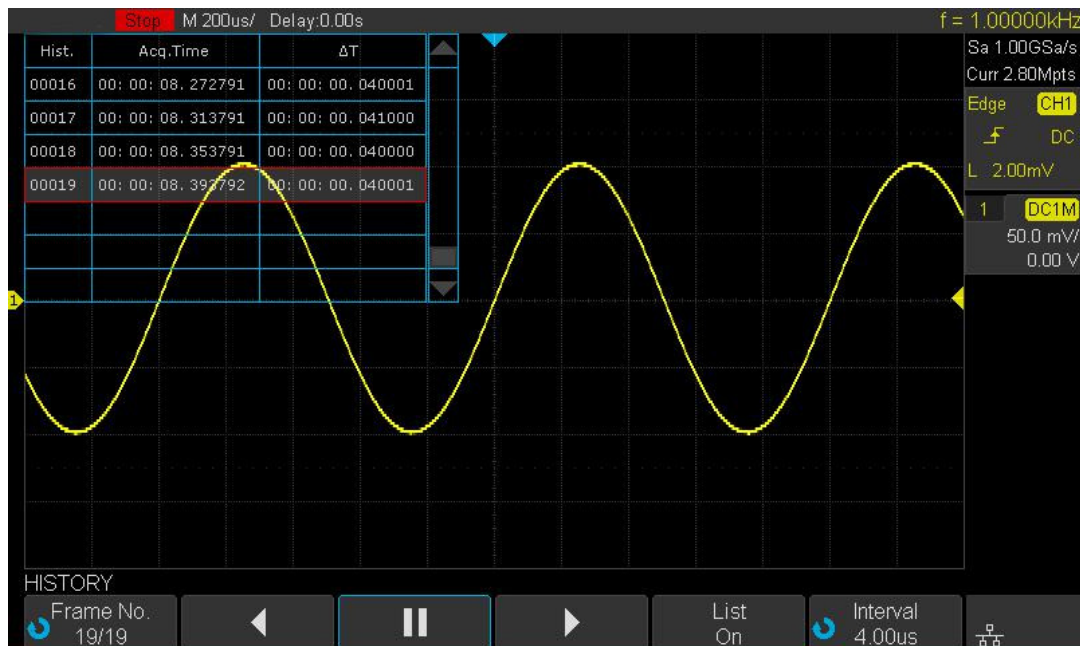 Stop M 200us/ Delay:0.00s f = 1.00000kHz
Sa 1.00GSa/s
Curr 2.80Mpts
Edge CH1
DC
L 2.00mV
1 DC1M
50.0 mV/
0.00 V
Hist. Acq.Time ΔT
00016 00: 00: 08. 272791 00: 00: 00. 040001
00017 00: 00: 08. 313791 00: 00: 00. 041000
00018 00: 00: 08. 353791 00: 00: 00. 040000
00019 00: 00: 08. 393792 00: 00: 00. 040001
1
HISTORY
Frame No.
19/19
List
On
Interval
4.00us